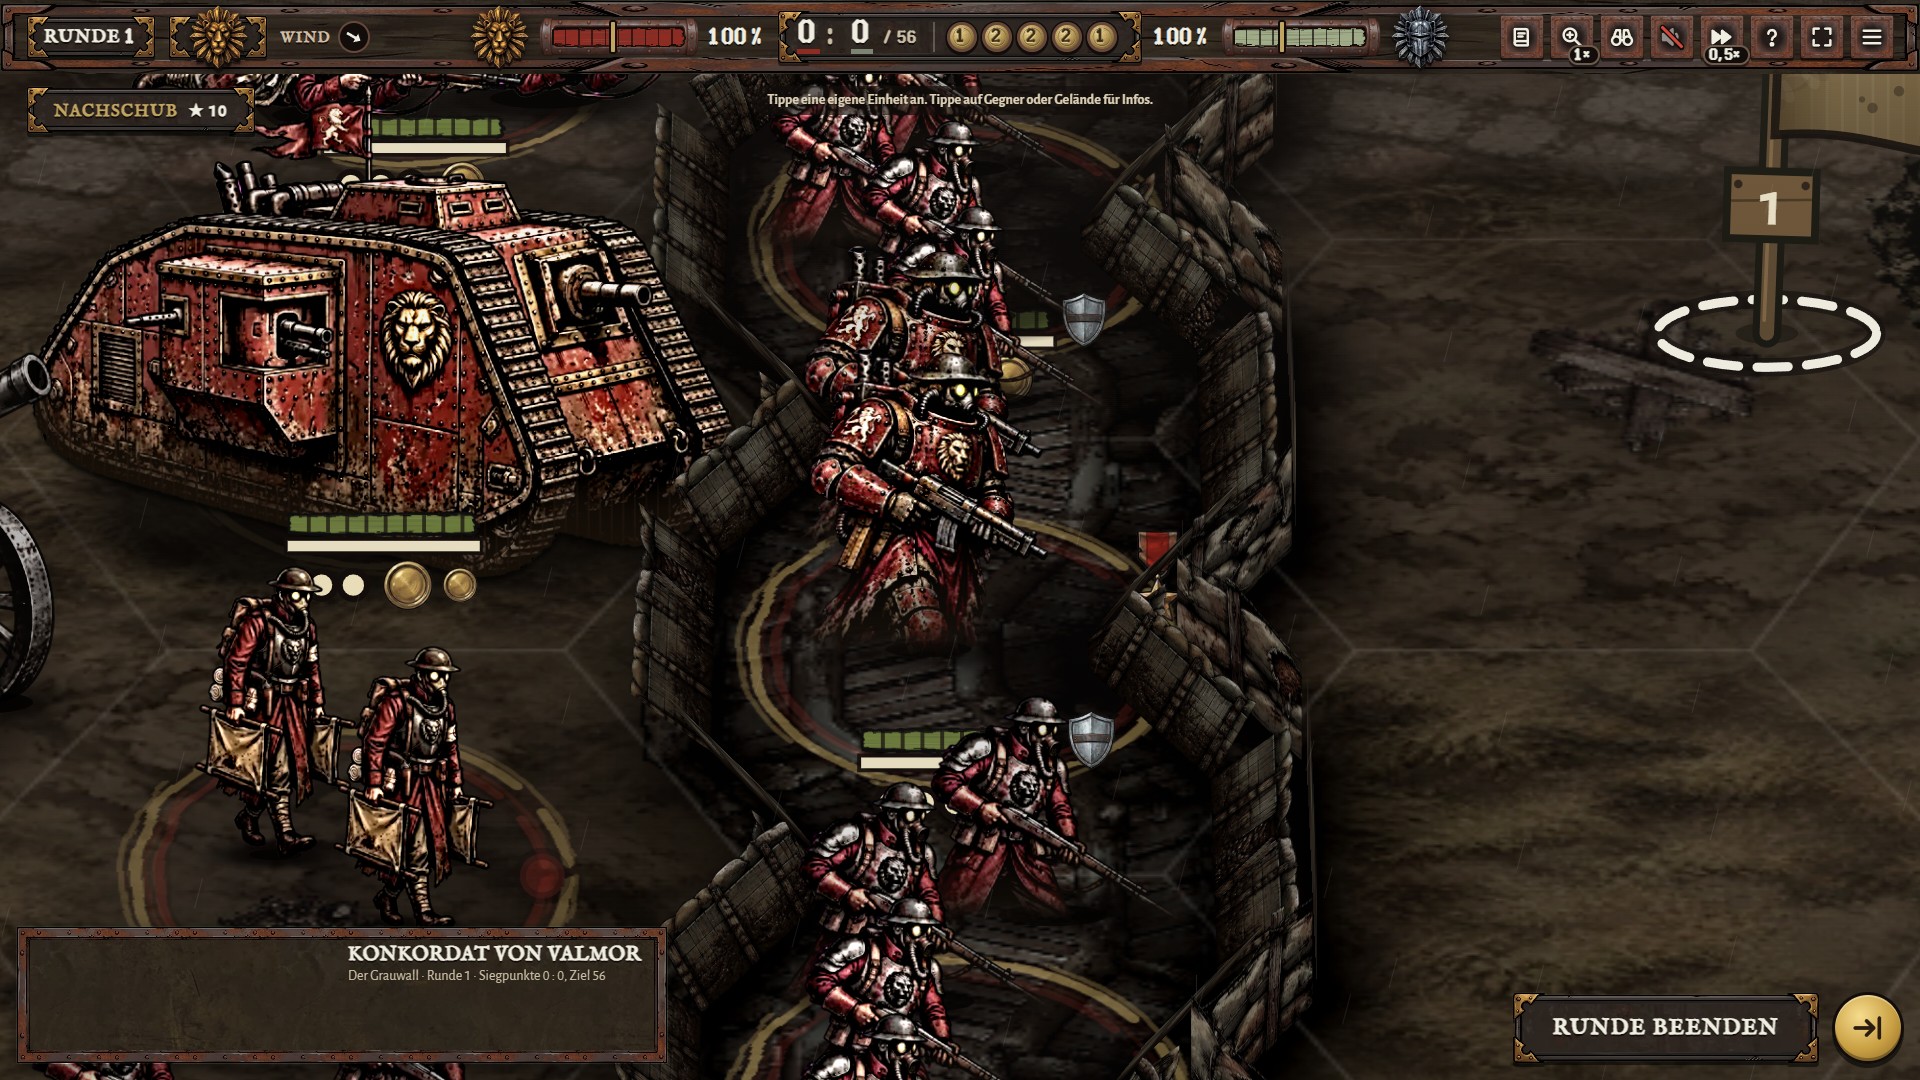 RUNDE 1
WIND
100 %
0 : 0 / 56
1 2 2 2 1
100 %
1×
0,5×
?
NACHSCHUB ★ 10
Tippe eine eigene Einheit an. Tippe auf Gegner oder Gelände für Infos.
1
KONKORDAT VON VALMOR
Der Grauwall · Runde 1 · Siegpunkte 0 : 0, Ziel 56
RUNDE BEENDEN